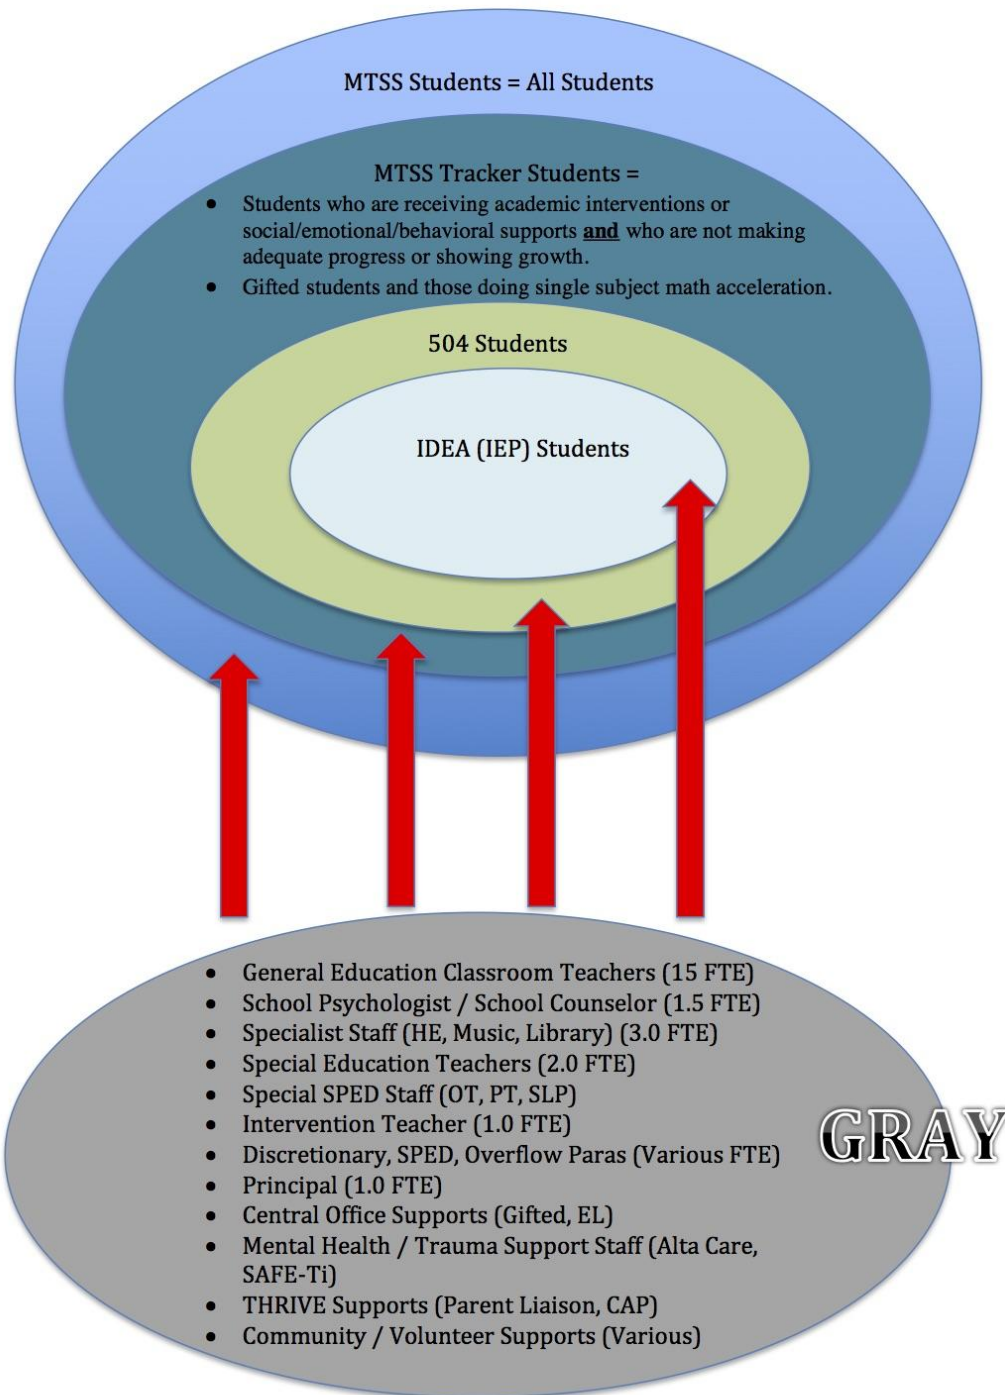 MTSS Students = All Students
MTSS Tracker Students =
• Students who are receiving academic interventions or
social/emotional/behavioral supports and who are not making
adequate progress or showing growth.
• Gifted students and those doing single subject math acceleration.
504 Students
IDEA (IEP) Students
• General Education Classroom Teachers (15 FTE)
• School Psychologist / School Counselor (1.5 FTE)
• Specialist Staff (HE, Music, Library) (3.0 FTE)
• Special Education Teachers (2.0 FTE)
• Special SPED Staff (OT, PT, SLP)
• Intervention Teacher (1.0 FTE)
• Discretionary, SPED, Overflow Paras (Various FTE)
• Principal (1.0 FTE)
• Central Office Supports (Gifted, EL)
• Mental Health / Trauma Support Staff (Alta Care,
SAFE-Ti)
• THRIVE Supports (Parent Liaison, CAP)
• Community / Volunteer Supports (Various)
GRAY